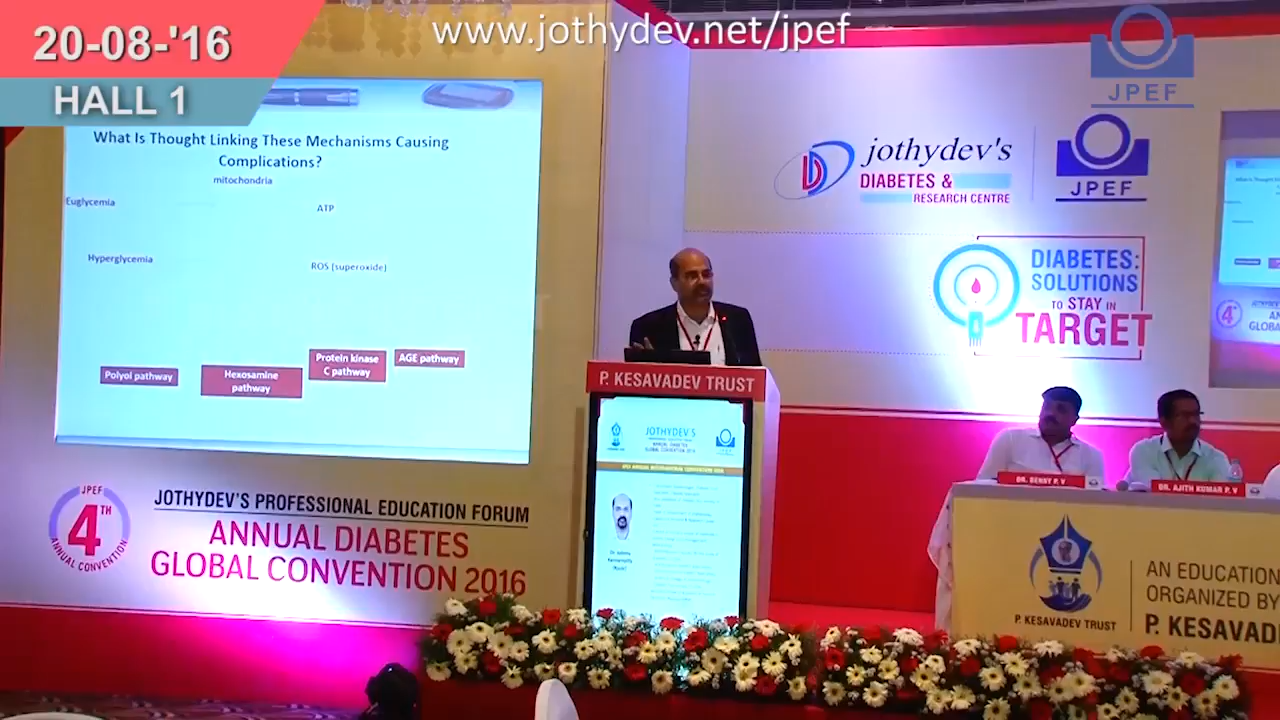 20-08-'16
HALL 1
www.jothydev.net/jpef
JPEF
What Is Thought Linking These Mechanisms Causing
Complications?
mitochondria
Euglycemia
ATP
Hyperglycemia
ROS (superoxide)
Polyol pathway
Hexosamine
pathway
Protein kinase
C pathway
AGE pathway
jothydev's
DIABETES &
RESEARCH CENTRE
JPEF
DIABETES:
SOLUTIONS
TO STAY IN
TARGET
P. KESAVADEV TRUST
JOTHYDEV'S
JPEF
4TH
ANNUAL CONVENTION
JOTHYDEV'S PROFESSIONAL EDUCATION FORUM
ANNUAL DIABETES
GLOBAL CONVENTION 2016
DR. BENNY P. V
DR. AJITH KUMAR P. V
P. KESAVADEV TRUST
AN EDUCATION
ORGANIZED BY
P. KESAVAD
4TH